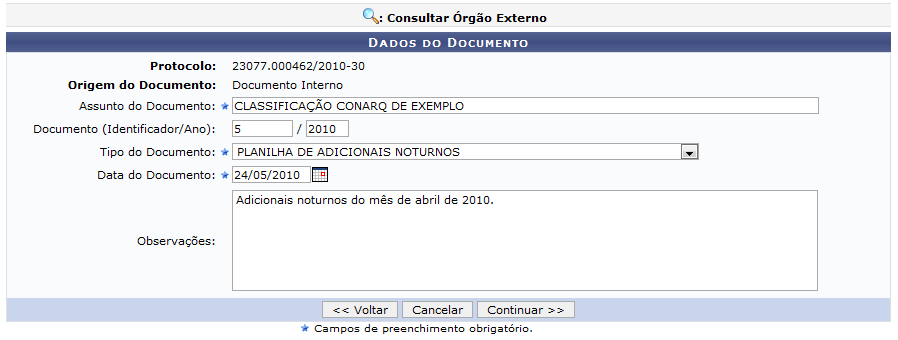 : Consultar Órgão Externo
DADOS DO DOCUMENTO
Protocolo: 23077.000462/2010-30
Origem do Documento: Documento Interno
Assunto do Documento: CLASSIFICAÇÃO CONARQ DE EXEMPLO
Documento (Identificador/Ano): 5 / 2010
Tipo do Documento: PLANILHA DE ADICIONAIS NOTURNOS
Data do Documento: 24/05/2010
Adicionais noturnos do mês de abril de 2010.
Observações:
<< Voltar Cancelar Continuar >>
Campos de preenchimento obrigatório.